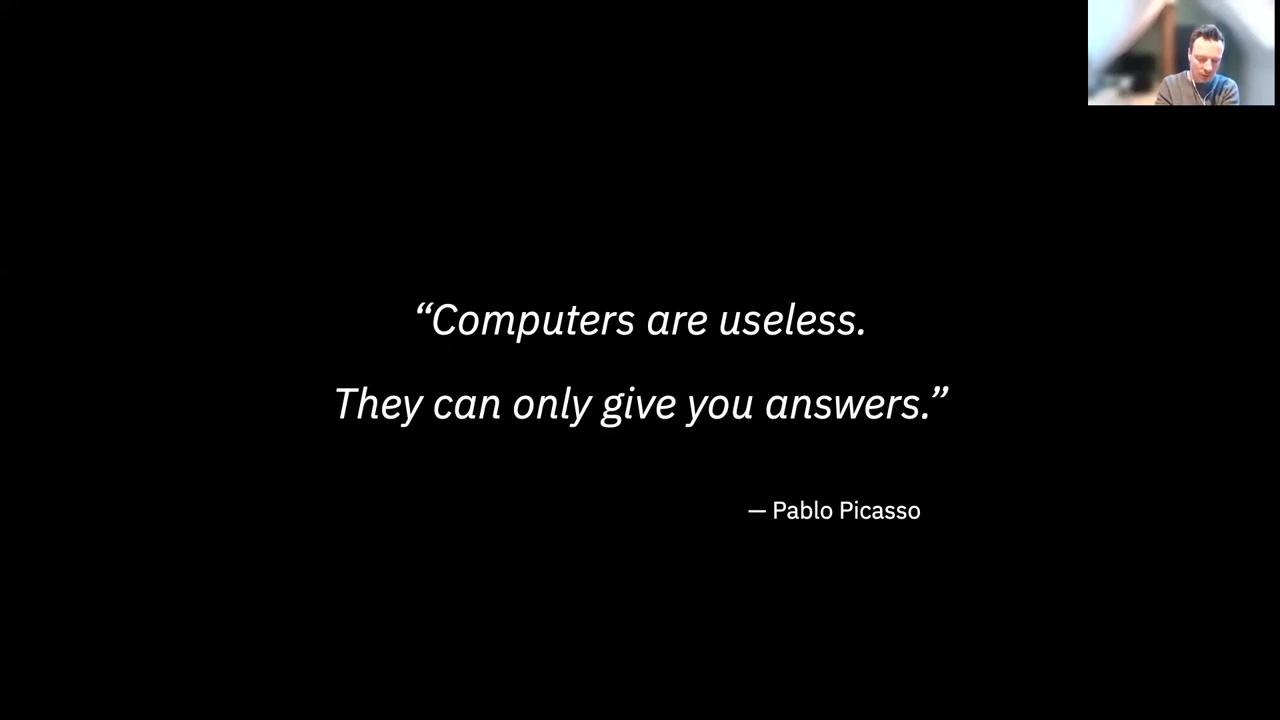 “Computers are useless.
They can only give you answers.”
— Pablo Picasso